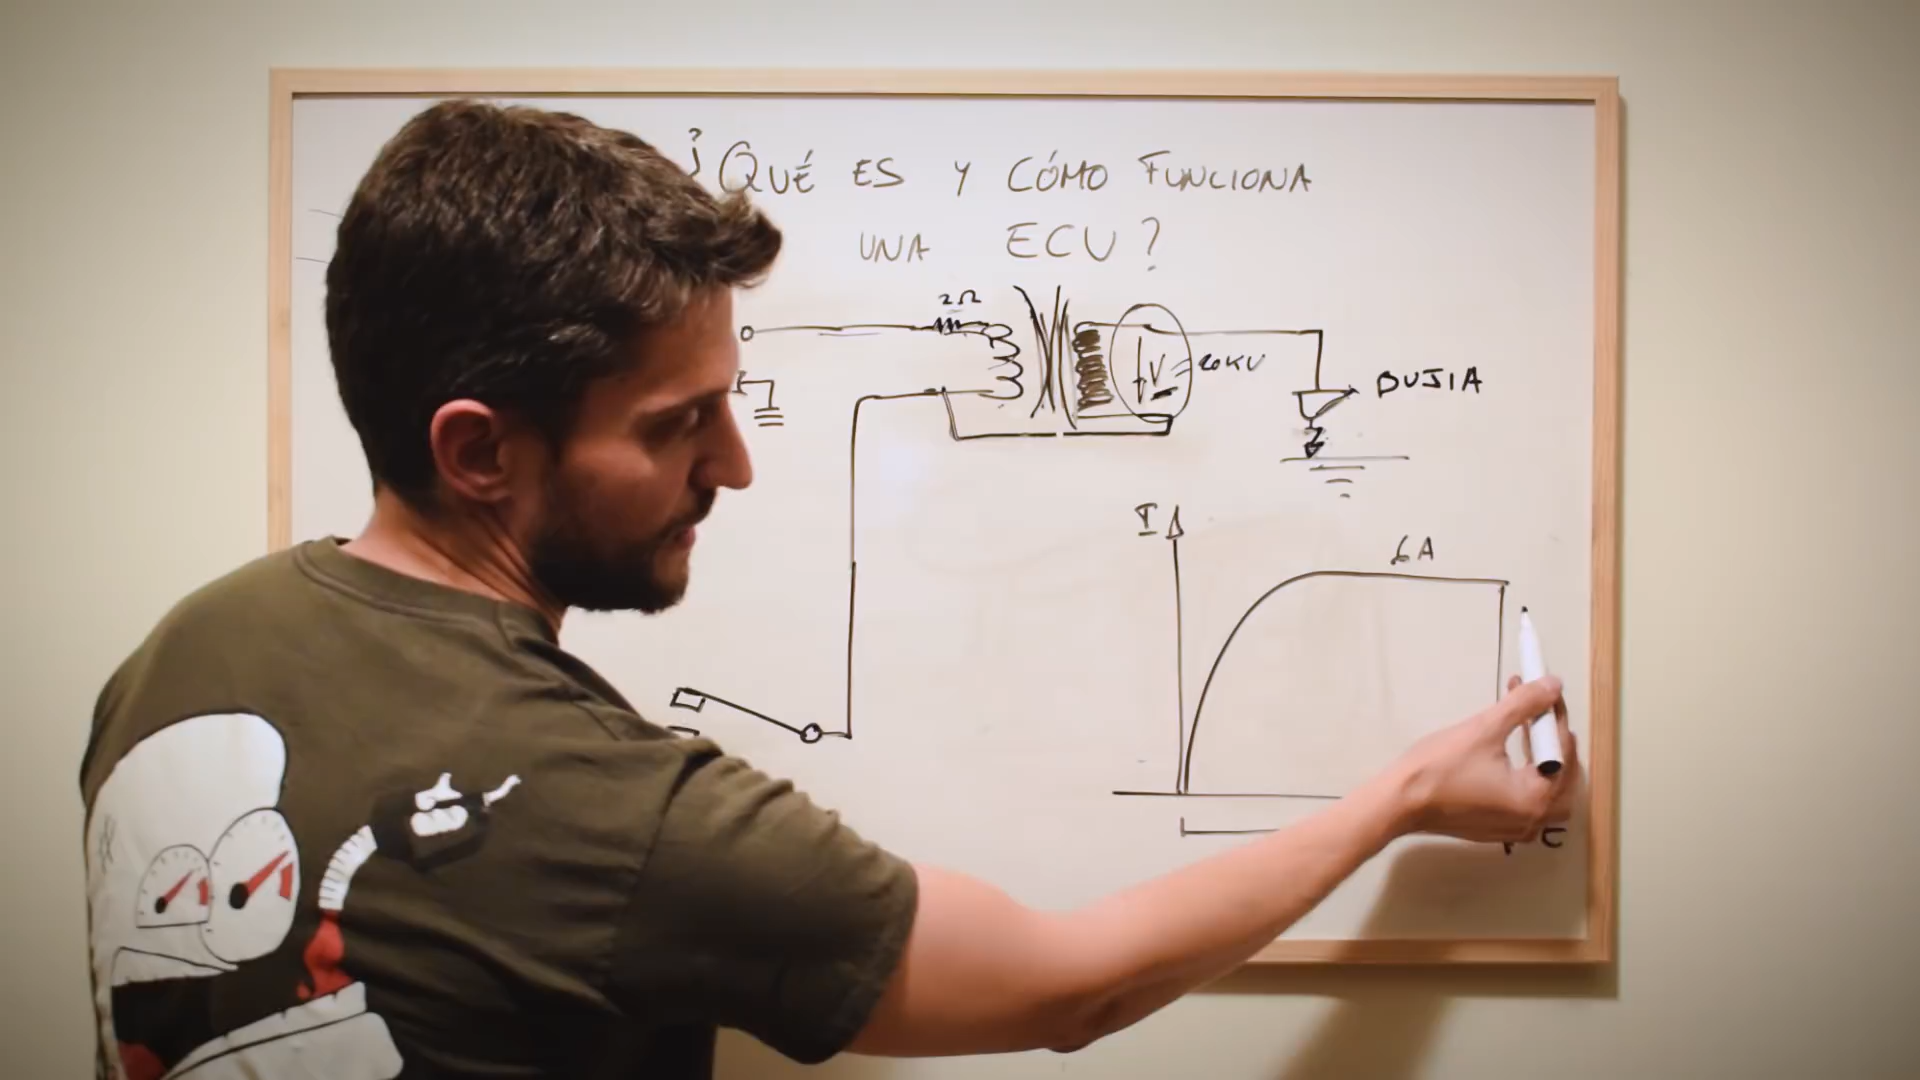 ¿QUÉ ES Y CÓMO FUNCIONA
UNA ECU?
2Ω
V = 20KV
BUJIA
I
6A